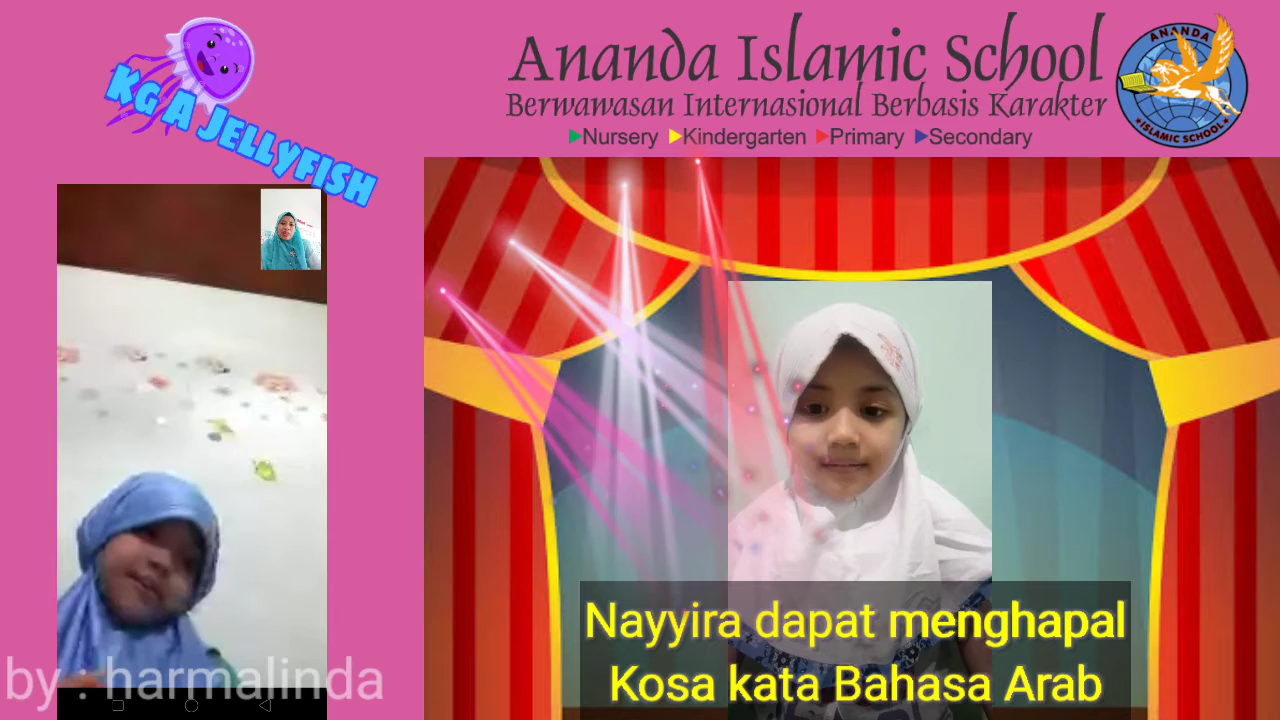 KG A JELLYFISH
Ananda Islamic School
Berwawasan Internasional Berbasis Karakter
Nursery Kindergarten Primary Secondary
ANANDA
ISLAMIC SCHOOL
Nayyira dapat menghapal
Kosa kata Bahasa Arab
by : harmalinda